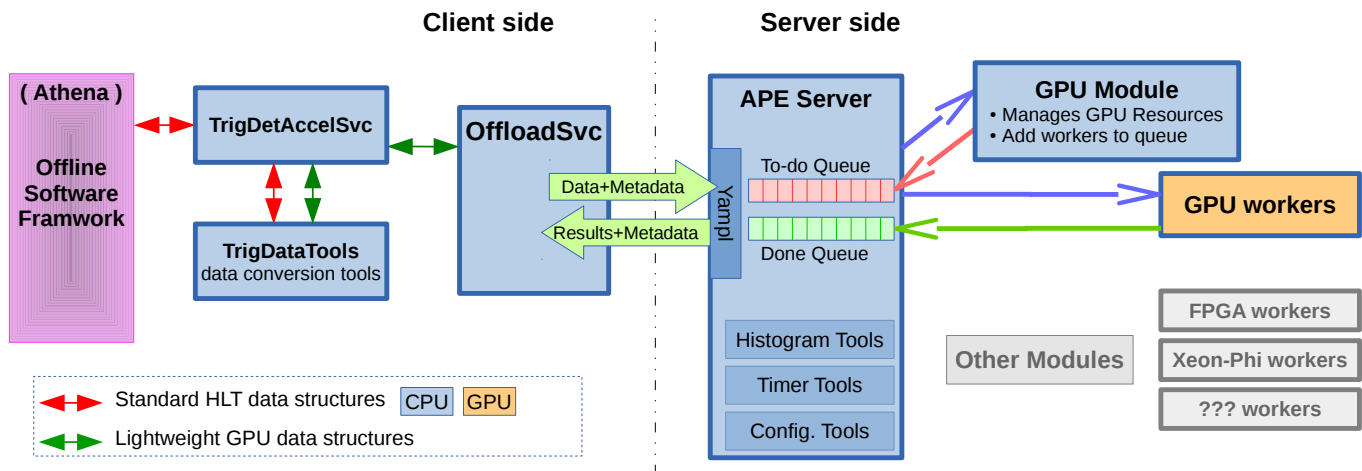 Client side
Server side
( Athena )
Offline
Software
Framwork
TrigDetAccelSvc
TrigDataTools
data conversion tools
OffloadSvc
Data+Metadata
Results+Metadata
APE Server
Yampl
To-do Queue
Done Queue
Histogram Tools
Timer Tools
Config. Tools
GPU Module
• Manages GPU Resources
• Add workers to queue
GPU workers
Other Modules
FPGA workers
Xeon-Phi workers
??? workers
Standard HLT data structures
CPU
GPU
Lightweight GPU data structures